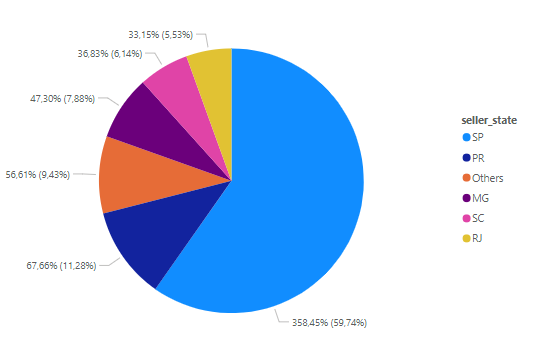 33,15% (5,53%)
36,83% (6,14%)
47,30% (7,88%)
56,61% (9,43%)
67,66% (11,28%)
358,45% (59,74%)
seller_state
SP
PR
Others
MG
SC
RJ